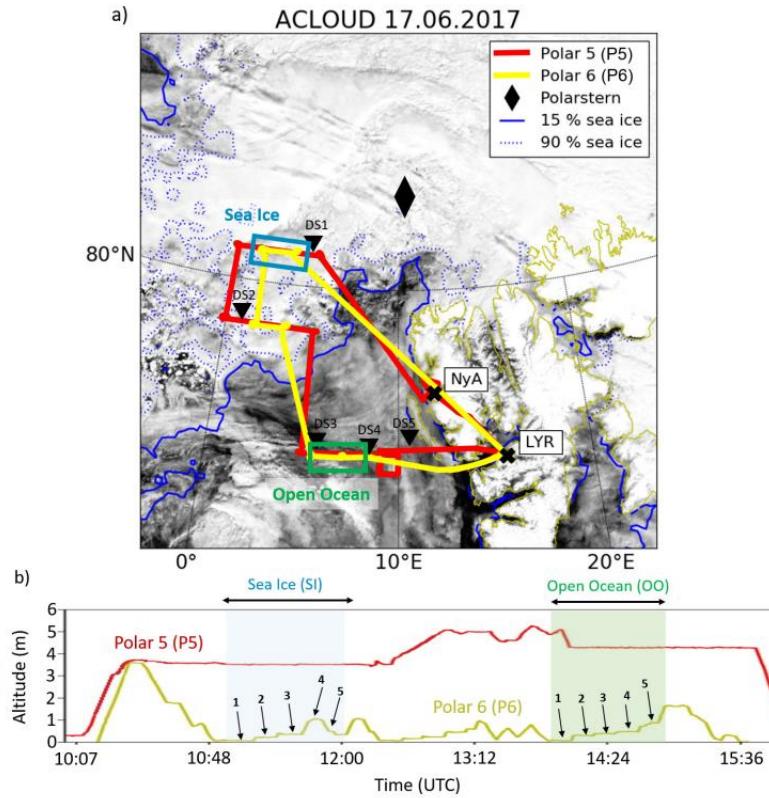 ACLOUD 17.06.2017
a)
Polar 5 (P5)
Polar 6 (P6)
Polarstern
15 % sea ice
90 % sea ice
Sea Ice
DS1
80°N
DS2
NyA
DS3
DS4
DS5
LYR
Open Ocean
0°
10°E
20°E
b)
Sea Ice (SI)
Open Ocean (OO)
Altitude (m)
6
5
4
3
2
1
0
Polar 5 (P5)
1
2
3
4
5
Polar 6 (P6)
1
2
3
4
5
10:07
10:48
12:00
13:12
14:24
15:36
Time (UTC)